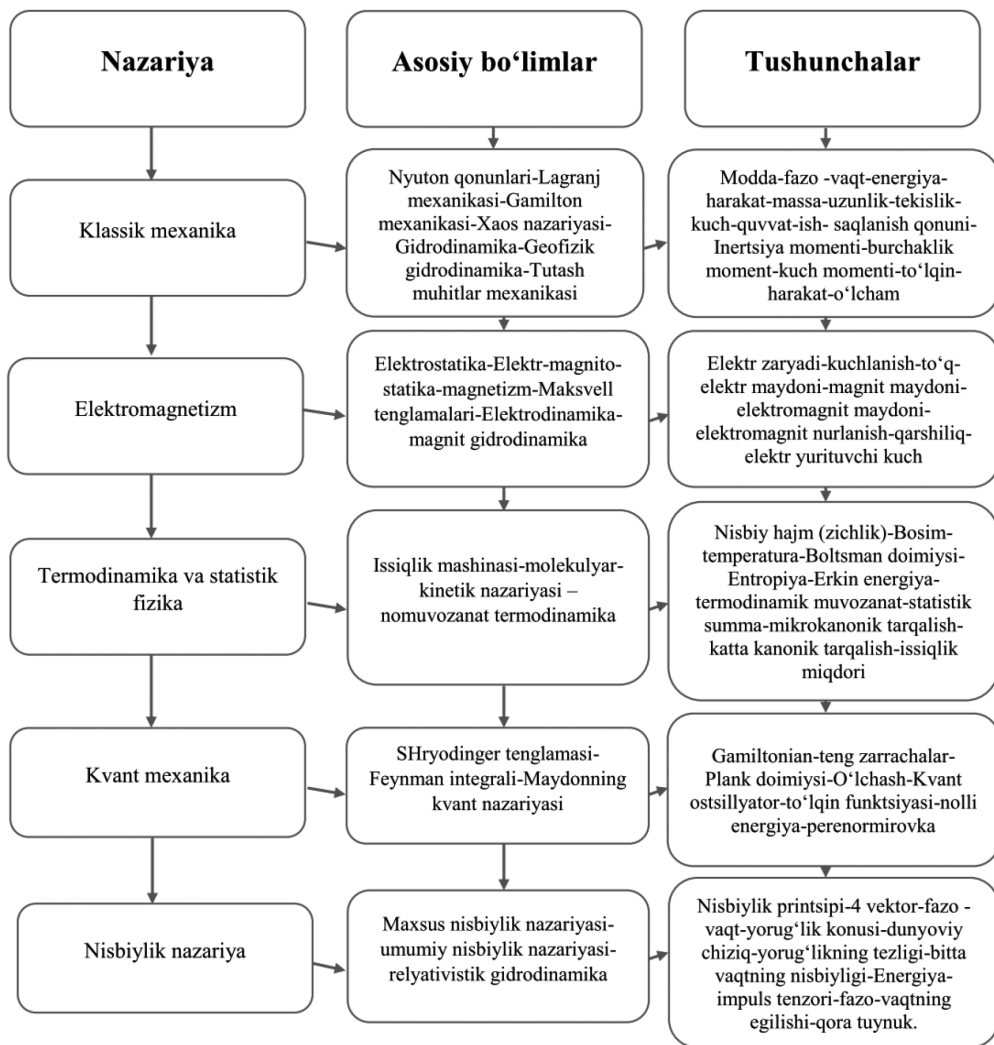 Nazariya
Asosiy bo‘limlar
Tushunchalar
Klassik mexanika
Nyuton qonunlari-Lagranj
mexanikasi-Gamilton
mexanikasi-Xaos nazariyasi-
Gidrodinamika-Geofizik
gidrodinamika-Tutash
muhitlar mexanikasi
Modda-fazo -vaqt-energiya-
harakat-massa-uzunlik-tekislik-
kuch-quvvat-ish- saqlanish qonuni-
Inertsiya momenti-burchaklik
moment-kuch momenti-to‘lqin-
harakat-o‘lcham
Elektromagnetizm
Elektrostatika-Elektr-magnito-
statika-magnetizm-Maksvell
tenglamalari-Elektrodinamika-
magnit gidrodinamika
Elektr zaryadi-kuchlanish-to‘q-
elektr maydoni-magnit maydoni-
elektromagnit maydoni-
elektromagnit nurlanish-qarshiliq-
elektr yurituvchi kuch
Termodinamika va statistik
fizika
Issiqlik mashinasi-molekulyar-
kinetik nazariyasi –
nomuvozanat termodinamika
Nisbiy hajm (zichlik)-Bosim-
temperatura-Boltsman doimiysi-
Entropiya-Erkin energiya-
termodinamik muvozanat-statistik
summa-mikrokanonik tarqalish-
katta kanonik tarqalish-issiqlik
miqdori
Kvant mexanika
SHryodinger tenglamasi-
Feynman integrali-Maydonning
kvant nazariyasi
Gamiltonian-teng zarrachalar-
Plank doimiysi-O‘lchash-Kvant
ostsillyator-to‘lqin funktsiyasi-nolli
energiya-perenormirovka
Nisbiylik nazariya
Maxsus nisbiylik nazariyasi-
umumiy nisbiylik nazariyasi-
relyativistik gidrodinamika
Nisbiylik printsipi-4 vektor-fazo -
vaqt-yorug‘lik konusi-dunyoviy
chiziq-yorug‘likning tezligi-bitta
vaqtning nisbiyligi-Energiya-
impuls tenzori-fazo-vaqtning
egilishi-qora tuynuk.